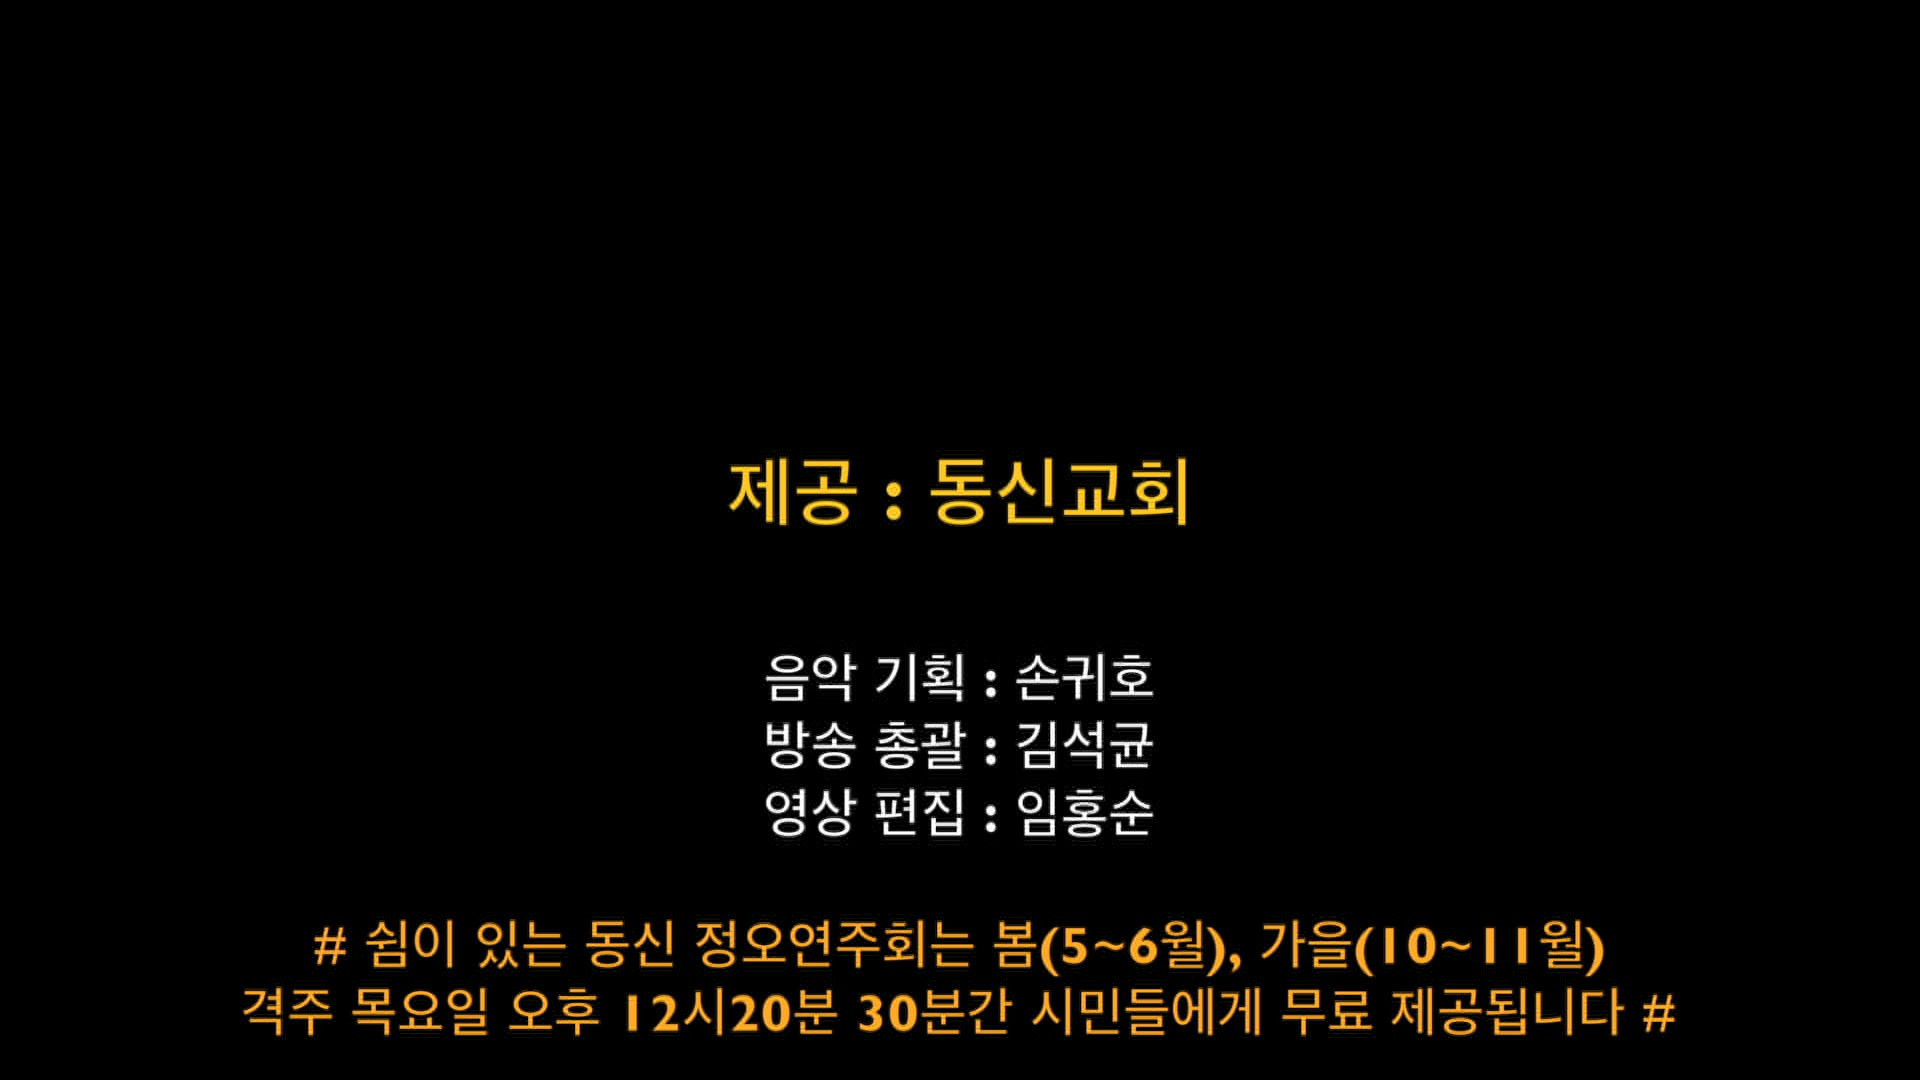 제공 : 동신교회
음악 기획 : 손귀호
방송 총괄 : 김석균
영상 편집 : 임홍순
# 쉼이 있는 동신 정오연주회는 봄(5~6월), 가을(10~11월)
격주 목요일 오후 12시20분 30분간 시민들에게 무료 제공됩니다 #